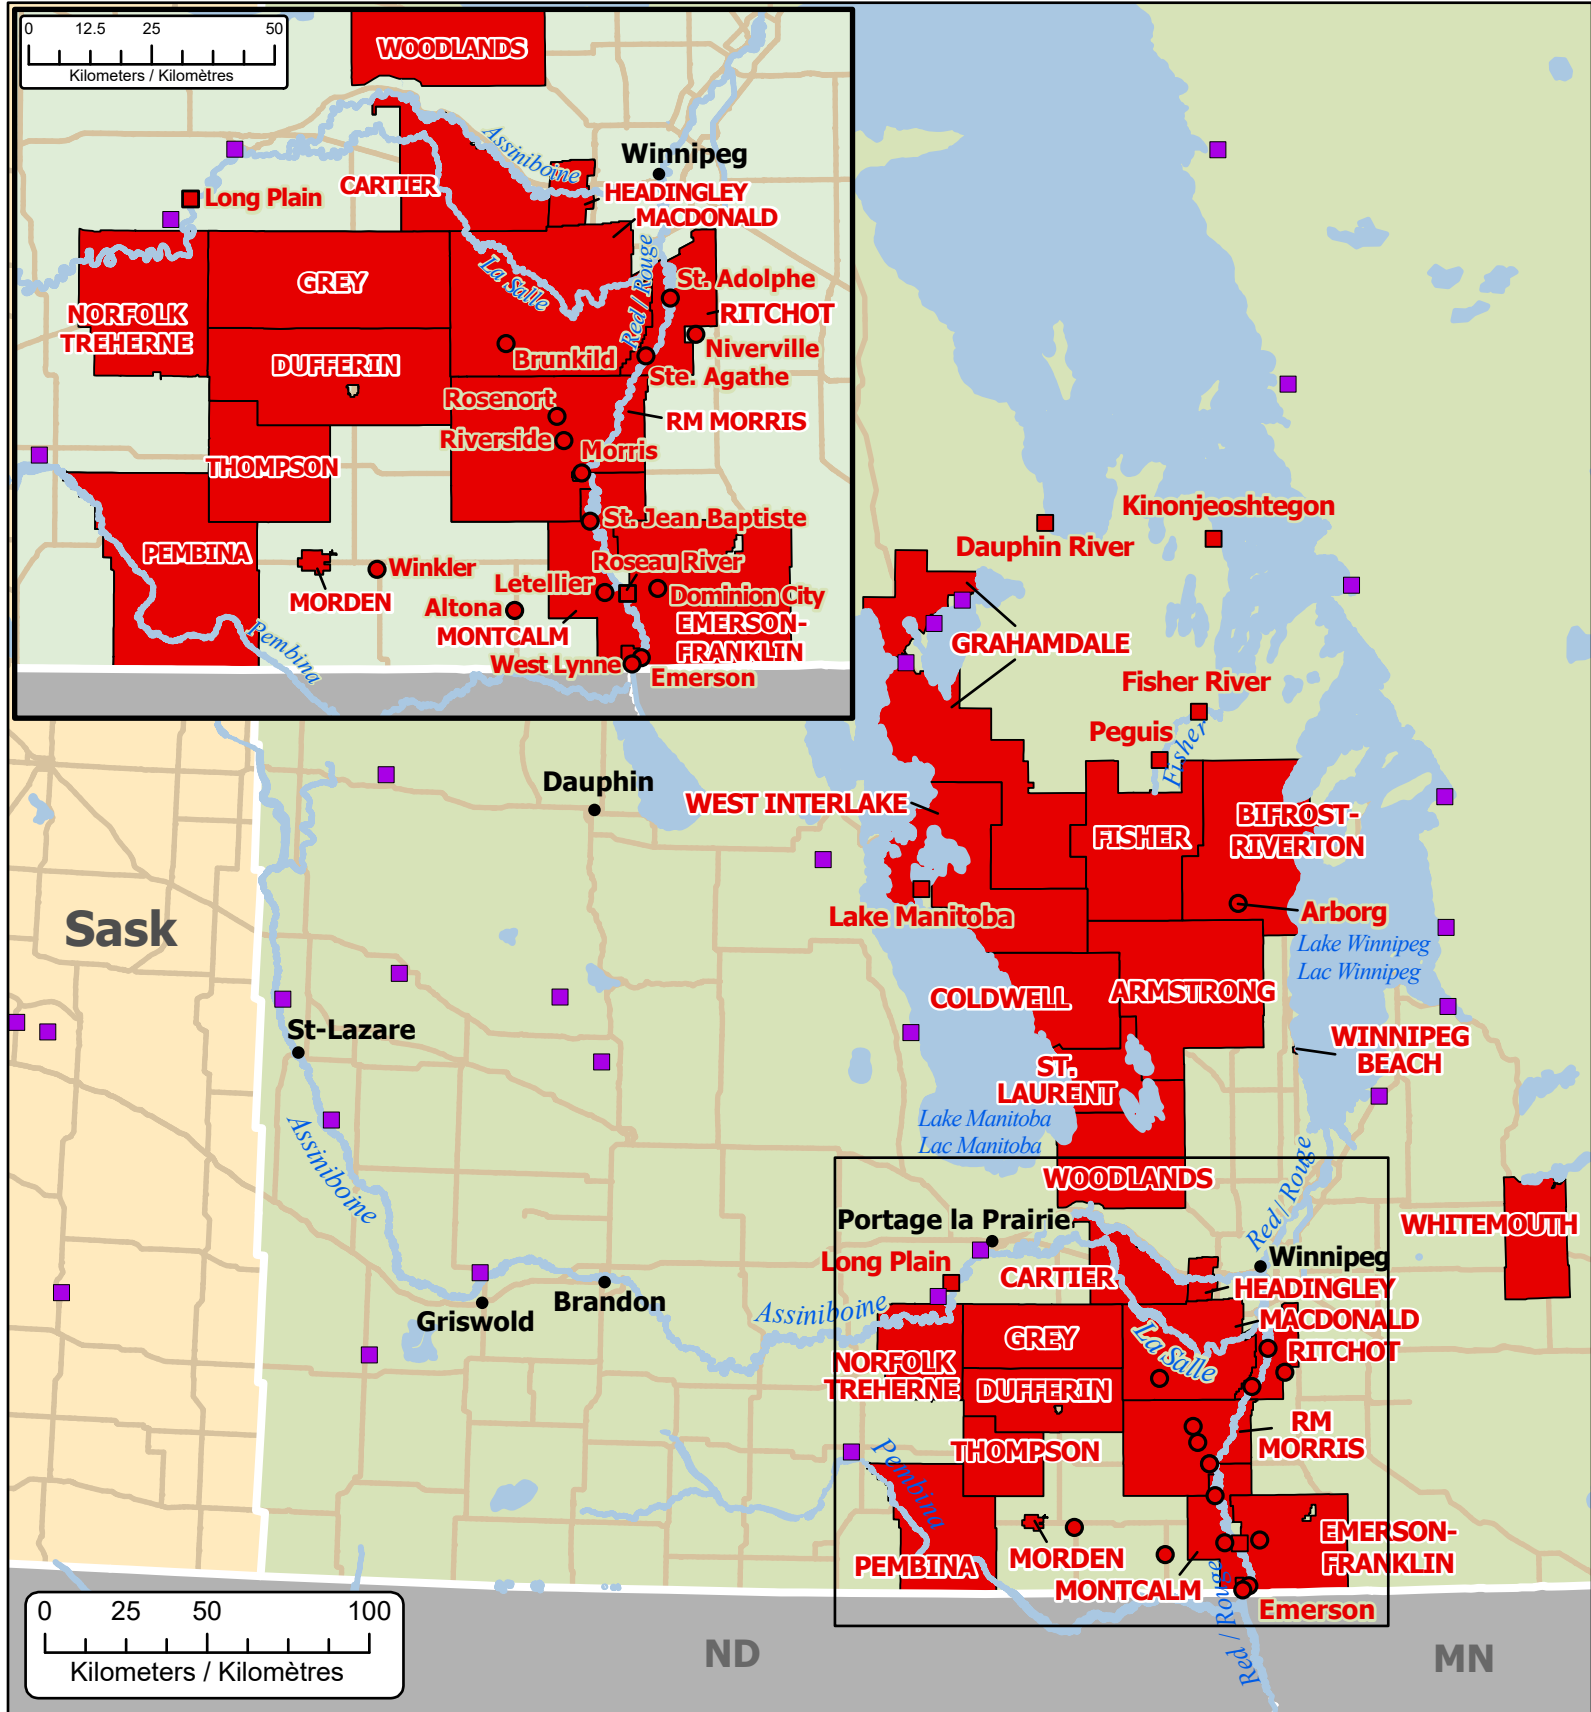 0 12.5 25 50
Kilometers / Kilomètres
WOODLANDS
Assiniboine
Winnipeg
CARTIER
HEADINGLEY
Long Plain
MACDONALD
Red / Rouge
La Salle
GREY
St. Adolphe
NORFOLK
TREHERNE
RITCHOT
DUFFERIN
Brunkild
Niverville
Ste. Agathe
Rosenort
RM MORRIS
Riverside
Morris
THOMPSON
St. Jean Baptiste
PEMBINA
Roseau River
Winkler
Letellier
Dominion City
MORDEN
Altona
MONTCALM
EMERSON-
FRANKLIN
West Lynne
Emerson
Pembina
Kinonjeoshtegon
Dauphin River
GRAHAMDALE
Fisher River
Peguis
Fisher
Dauphin
WEST INTERLAKE
FISHER
BIFROST-
RIVERTON
Lake Manitoba
Arborg
Sask
Lake Winnipeg
Lac Winnipeg
COLDWELL
ARMSTRONG
St-Lazare
WINNIPEG
BEACH
ST.
LAURENT
Lake Manitoba
Lac Manitoba
Assiniboine
WOODLANDS
Red / Rouge
Portage la Prairie
WHITEMOUTH
Long Plain
Winnipeg
CARTIER
HEADINGLEY
Brandon
Assiniboine
Griswold
MACDONALD
GREY
La Salle
RITCHOT
NORFOLK
TREHERNE
DUFFERIN
RM
MORRIS
THOMPSON
Pembina
EMERSON-
FRANKLIN
PEMBINA
MORDEN
MONTCALM
Red / Rouge
Emerson
0 25 50 100
Kilometers / Kilomètres
ND
MN
Red / Rouge